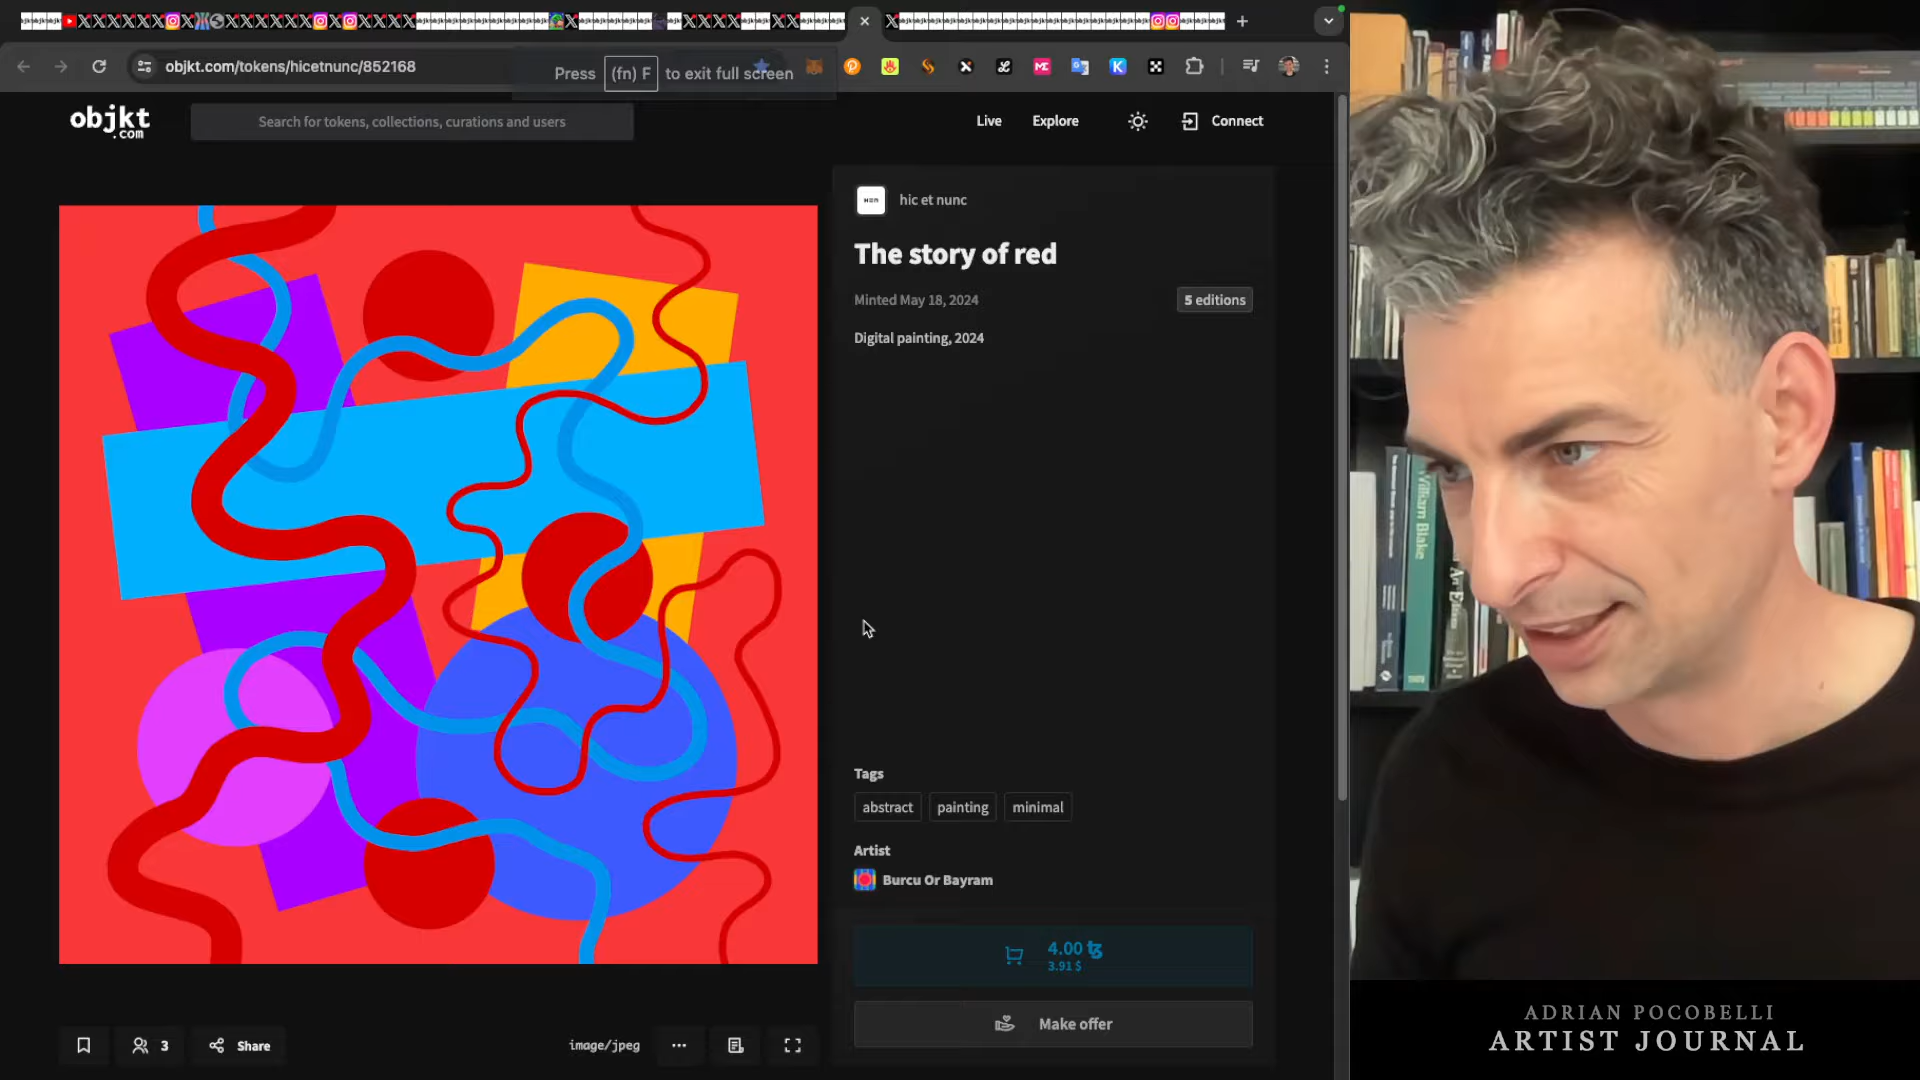 objkt.com/tokens/hicetnunc/852168
Press (fn) F to exit full screen
objkt
.com
Search for tokens, collections, curations and users
Live
Explore
Connect
HEN
hic et nunc
The story of red
Minted May 18, 2024
5 editions
Digital painting, 2024
Tags
abstract
painting
minimal
Artist
Burcu Or Bayram
4.00 ꜩ
3.91 $
Make offer
3
Share
image/jpeg
William Blake
ADRIAN POCOBELLI
ARTIST JOURNAL